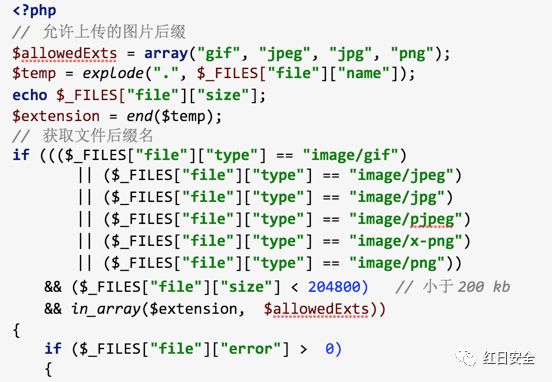 <?php
// 允许上传的图片后缀
$allowedExts = array("gif", "jpeg", "jpg", "png");
$temp = explode(".", $_FILES["file"]["name"]);
echo $_FILES["file"]["size"];
$extension = end($temp);
// 获取文件后缀名
if ((($_FILES["file"]["type"] == "image/gif")
|| ($_FILES["file"]["type"] == "image/jpeg")
|| ($_FILES["file"]["type"] == "image/jpg")
|| ($_FILES["file"]["type"] == "image/pjpeg")
|| ($_FILES["file"]["type"] == "image/x-png")
|| ($_FILES["file"]["type"] == "image/png"))
&& ($_FILES["file"]["size"] < 204800) // 小于 200 kb
&& in_array($extension, $allowedExts))
{
if ($_FILES["file"]["error"] > 0)
{
红日安全